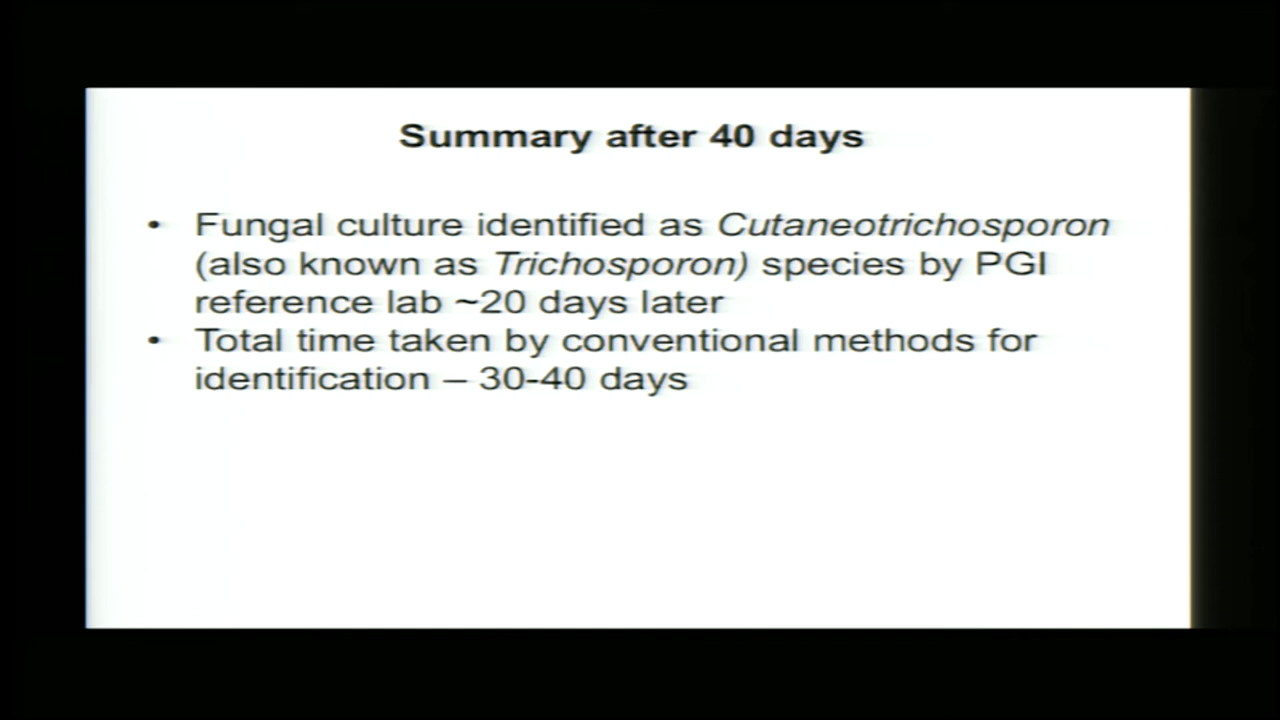 Summary after 40 days
• Fungal culture identified as Cutaneotrichosporon
(also known as Trichosporon) species by PGI
reference lab ~20 days later
• Total time taken by conventional methods for
identification – 30-40 days